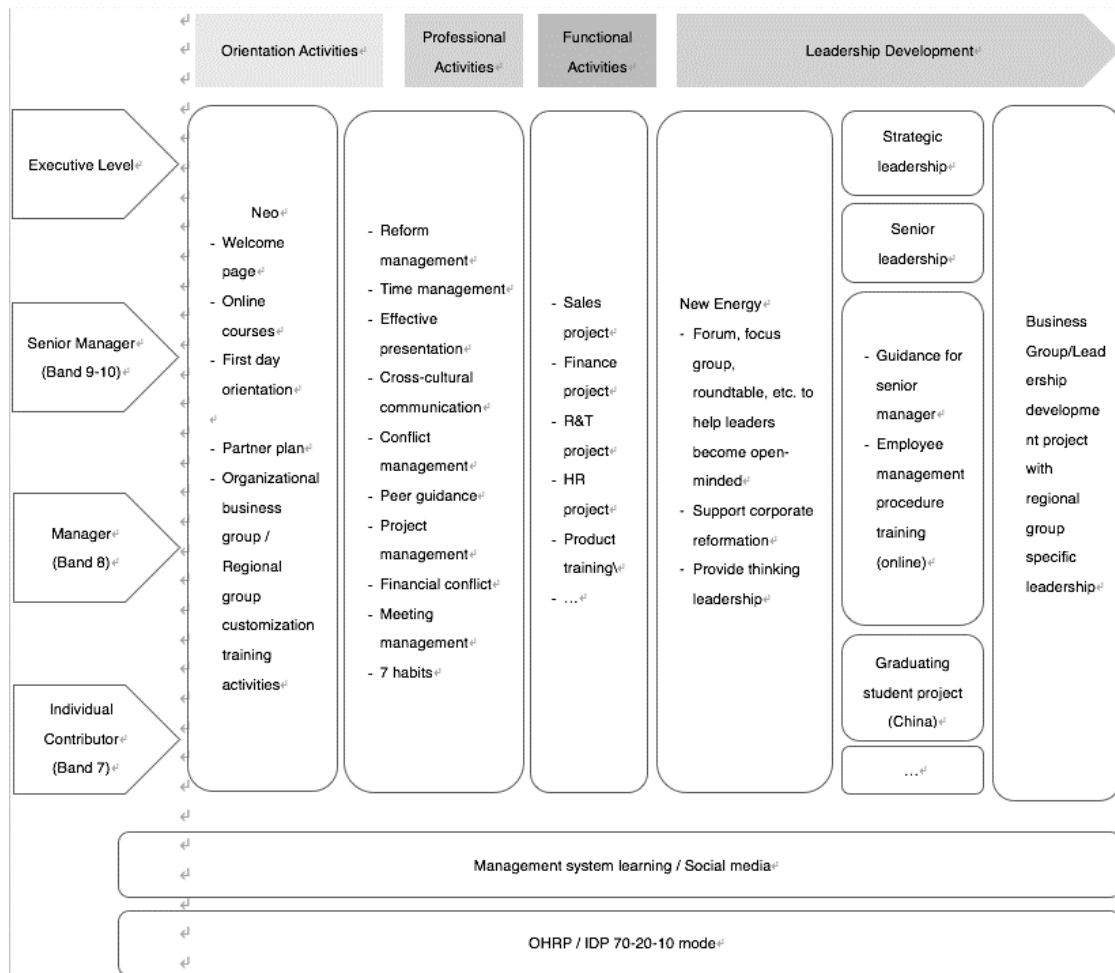 Orientation Activities
Professional
Activities
Functional
Activities
Leadership Development
Executive Level
Senior Manager
(Band 9-10)
Manager
(Band 8)
Individual
Contributor
(Band 7)
Neo
- Welcome
page
- Online
courses
- First day
orientation
- Partner plan
- Organizational
business
group /
Regional
group
customization
training
activities
- Reform
management
- Time management
- Effective
presentation
- Cross-cultural
communication
- Conflict
management
- Peer guidance
- Project
management
- Financial conflict
- Meeting
management
- 7 habits
- Sales
project
- Finance
project
- R&T
project
- HR
project
- Product
training\
- ...
New Energy
- Forum, focus
group,
roundtable, etc. to
help leaders
become open-
minded
- Support corporate
reformation
- Provide thinking
leadership
Strategic
leadership
Senior
leadership
- Guidance for
senior
manager
- Employee
management
procedure
training
(online)
Graduating
student project
(China)
...
Business
Group/Lead
ership
developme
nt project
with
regional
group
specific
leadership
Management system learning / Social media
OHRP / IDP 70-20-10 mode